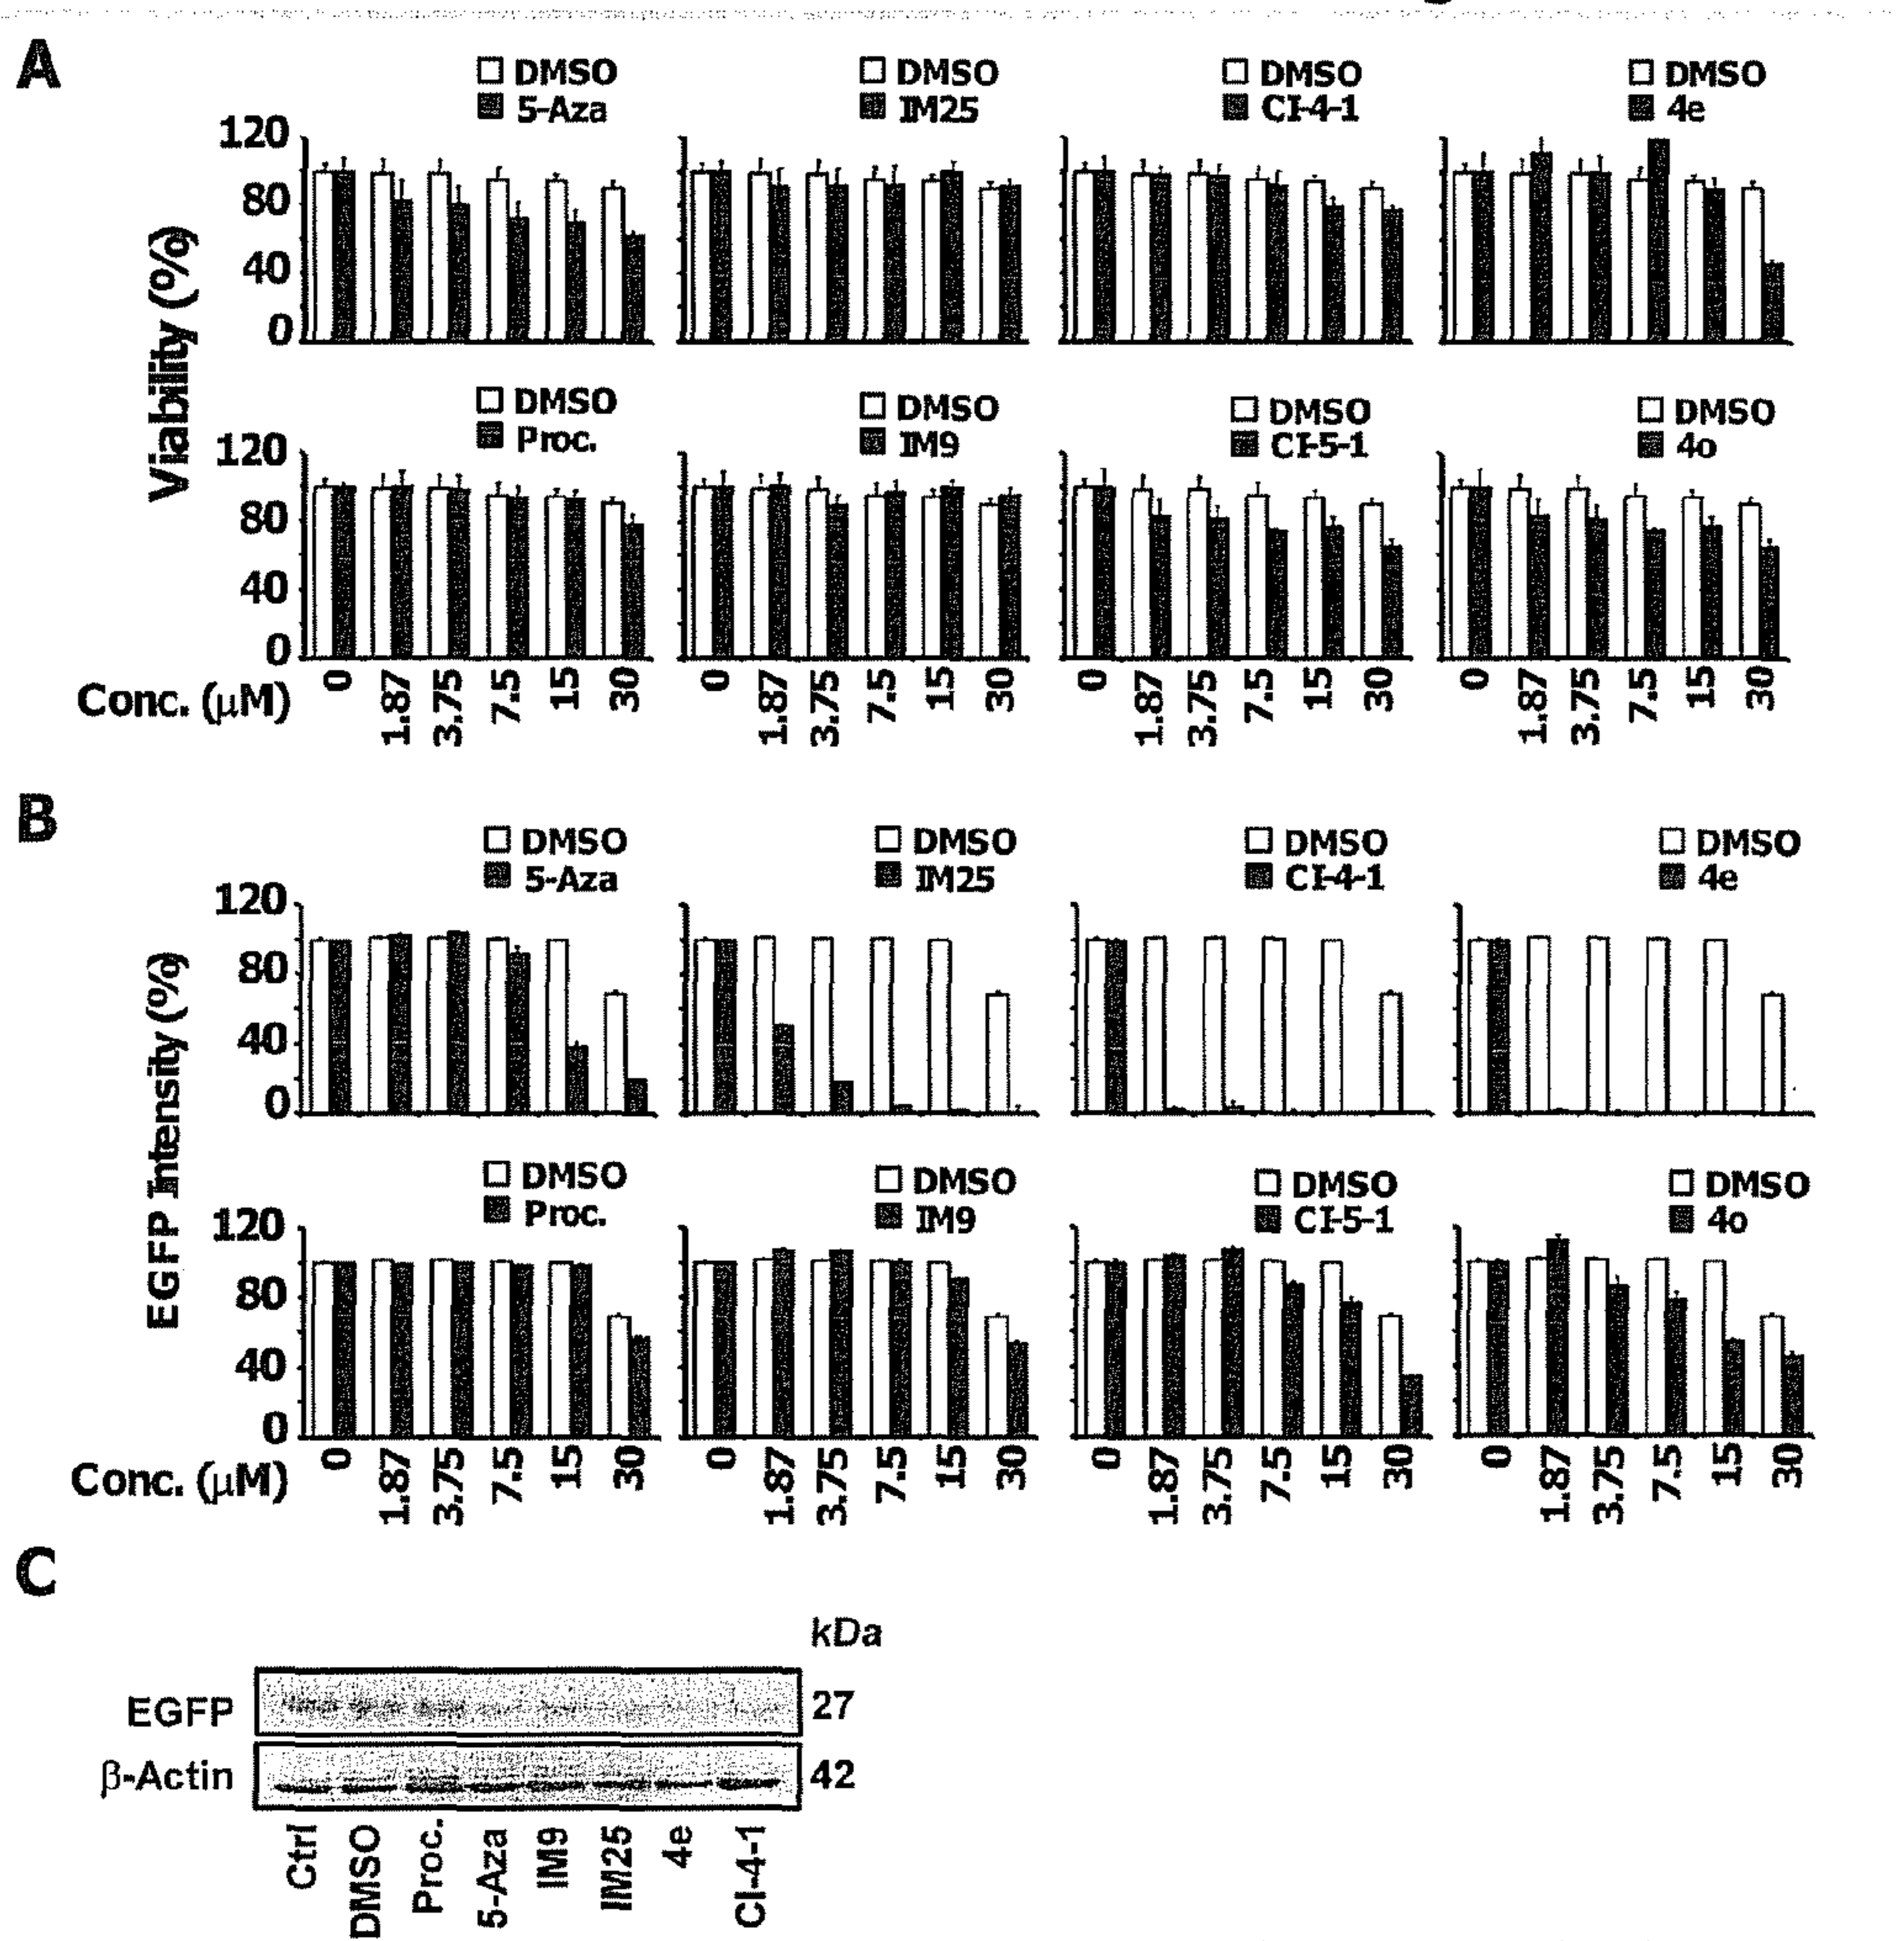 A
DMSO
5-Aza
DMSO
IM25
DMSO
CI-4-1
DMSO
4e
120
80
40
0
Viability (%)
DMSO
Proc.
DMSO
IM9
DMSO
CI-5-1
DMSO
4o
120
80
40
0
Conc. (μM)
0 1.87 3.75 7.5 15 30
0 1.87 3.75 7.5 15 30
0 1.87 3.75 7.5 15 30
0 1.87 3.75 7.5 15 30
B
DMSO
5-Aza
DMSO
IM25
DMSO
CI-4-1
DMSO
4e
120
80
40
0
EGFP Intensity (%)
DMSO
Proc.
DMSO
IM9
DMSO
CI-5-1
DMSO
4o
120
80
40
0
Conc. (μM)
0 1.87 3.75 7.5 15 30
0 1.87 3.75 7.5 15 30
0 1.87 3.75 7.5 15 30
0 1.87 3.75 7.5 15 30
C
kDa
EGFP 27
β-Actin 42
Ctrl DMSO Proc. 5-Aza IM9 IM25 4e CI-4-1